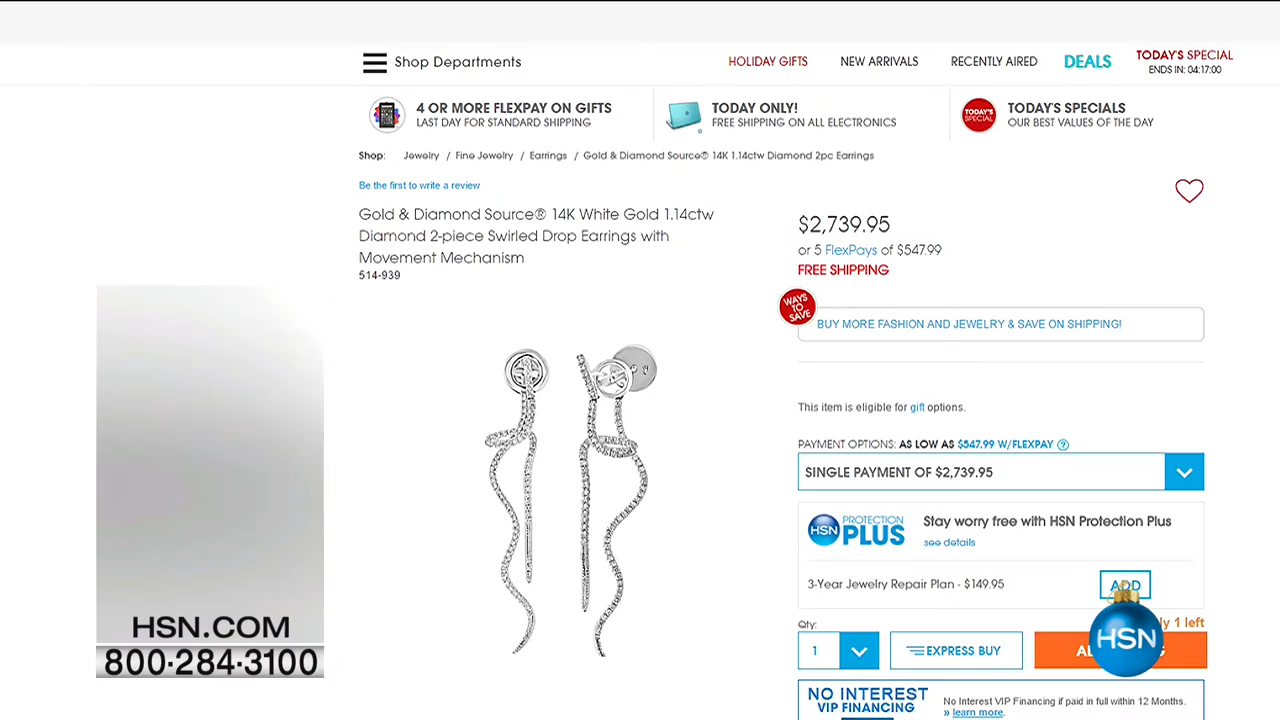 Shop Departments
HOLIDAY GIFTS
NEW ARRIVALS
RECENTLY AIRED
DEALS
TODAY'S SPECIAL
ENDS IN: 04:17:00
4 OR MORE FLEXPAY ON GIFTS
LAST DAY FOR STANDARD SHIPPING
TODAY ONLY!
FREE SHIPPING ON ALL ELECTRONICS
TODAY'S
SPECIAL
TODAY'S SPECIALS
OUR BEST VALUES OF THE DAY
Shop: Jewelry / Fine Jewelry / Earrings / Gold & Diamond Source® 14K 1.14ctw Diamond 2pc Earrings
Be the first to write a review
Gold & Diamond Source® 14K White Gold 1.14ctw
Diamond 2-piece Swirled Drop Earrings with
Movement Mechanism
514-939
$2,739.95
or 5 FlexPays of $547.99
FREE SHIPPING
WAYS
TO
SAVE
BUY MORE FASHION AND JEWELRY & SAVE ON SHIPPING!
This item is eligible for gift options.
PAYMENT OPTIONS: AS LOW AS $547.99 W/FLEXPAY ?
SINGLE PAYMENT OF $2,739.95
HSN PROTECTION
PLUS
Stay worry free with HSN Protection Plus
see details
3-Year Jewelry Repair Plan - $149.95
ADD
Qty:
1 left
1
EXPRESS BUY
HSN
NO INTEREST
VIP FINANCING
No Interest VIP Financing if paid in full within 12 Months.
» learn more.
HSN.COM
800·284·3100